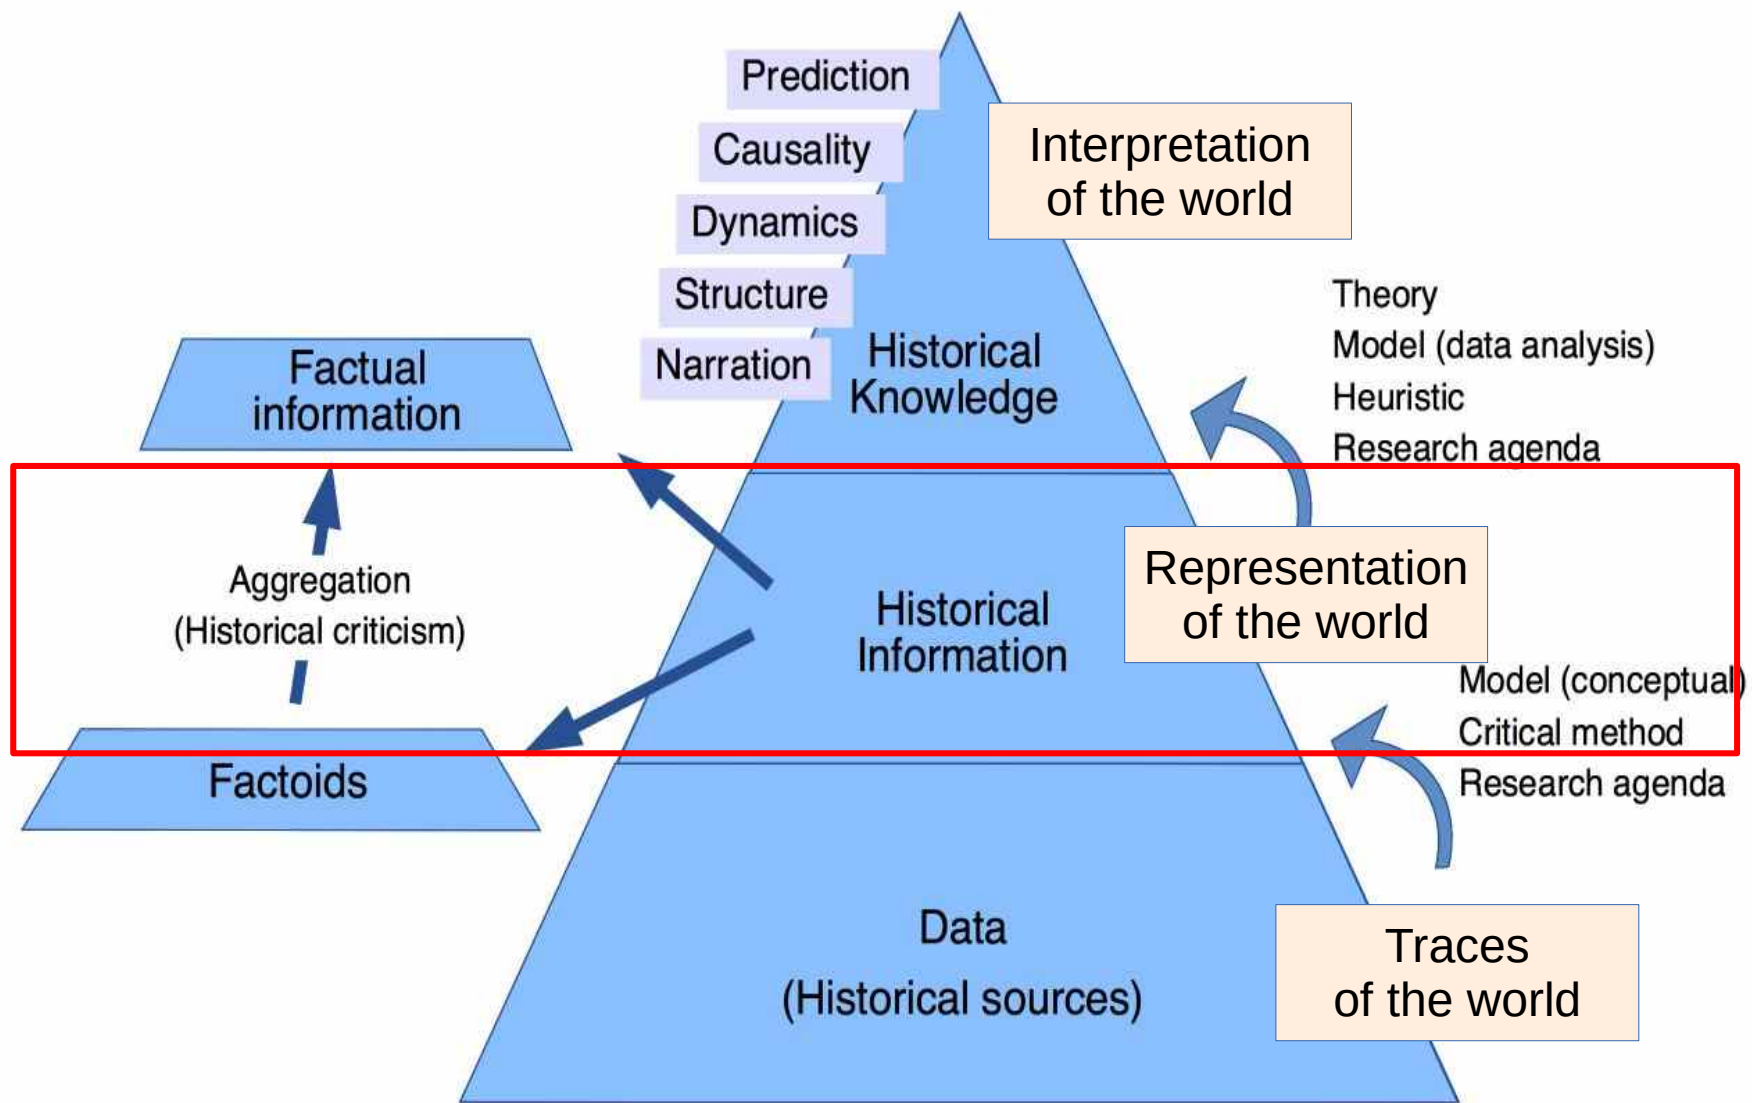 Prediction
Causality
Dynamics
Structure
Narration
Interpretation
of the world
Historical
Knowledge
Theory
Model (data analysis)
Heuristic
Research agenda
Factual
information
Aggregation
(Historical criticism)
Factoids
Historical
Information
Representation
of the world
Model (conceptual)
Critical method
Research agenda
Data
(Historical sources)
Traces
of the world